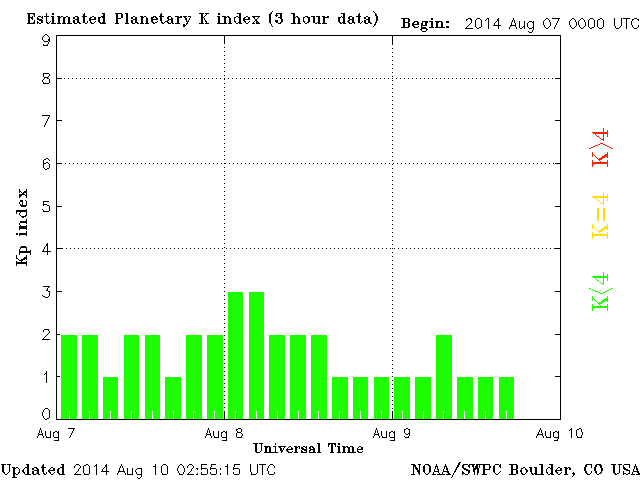 Estimated Planetary K index (3 hour data) Begin: 2014 Aug 07 0000 UTC
9
8
7
6
5
4
3
2
1
0
Kp index
K>4
K=4
K<4
Aug 7 Aug 8 Aug 9 Aug 10
Universal Time
Updated 2014 Aug 10 02:55:15 UTC NOAA/SWPC Boulder, CO USA